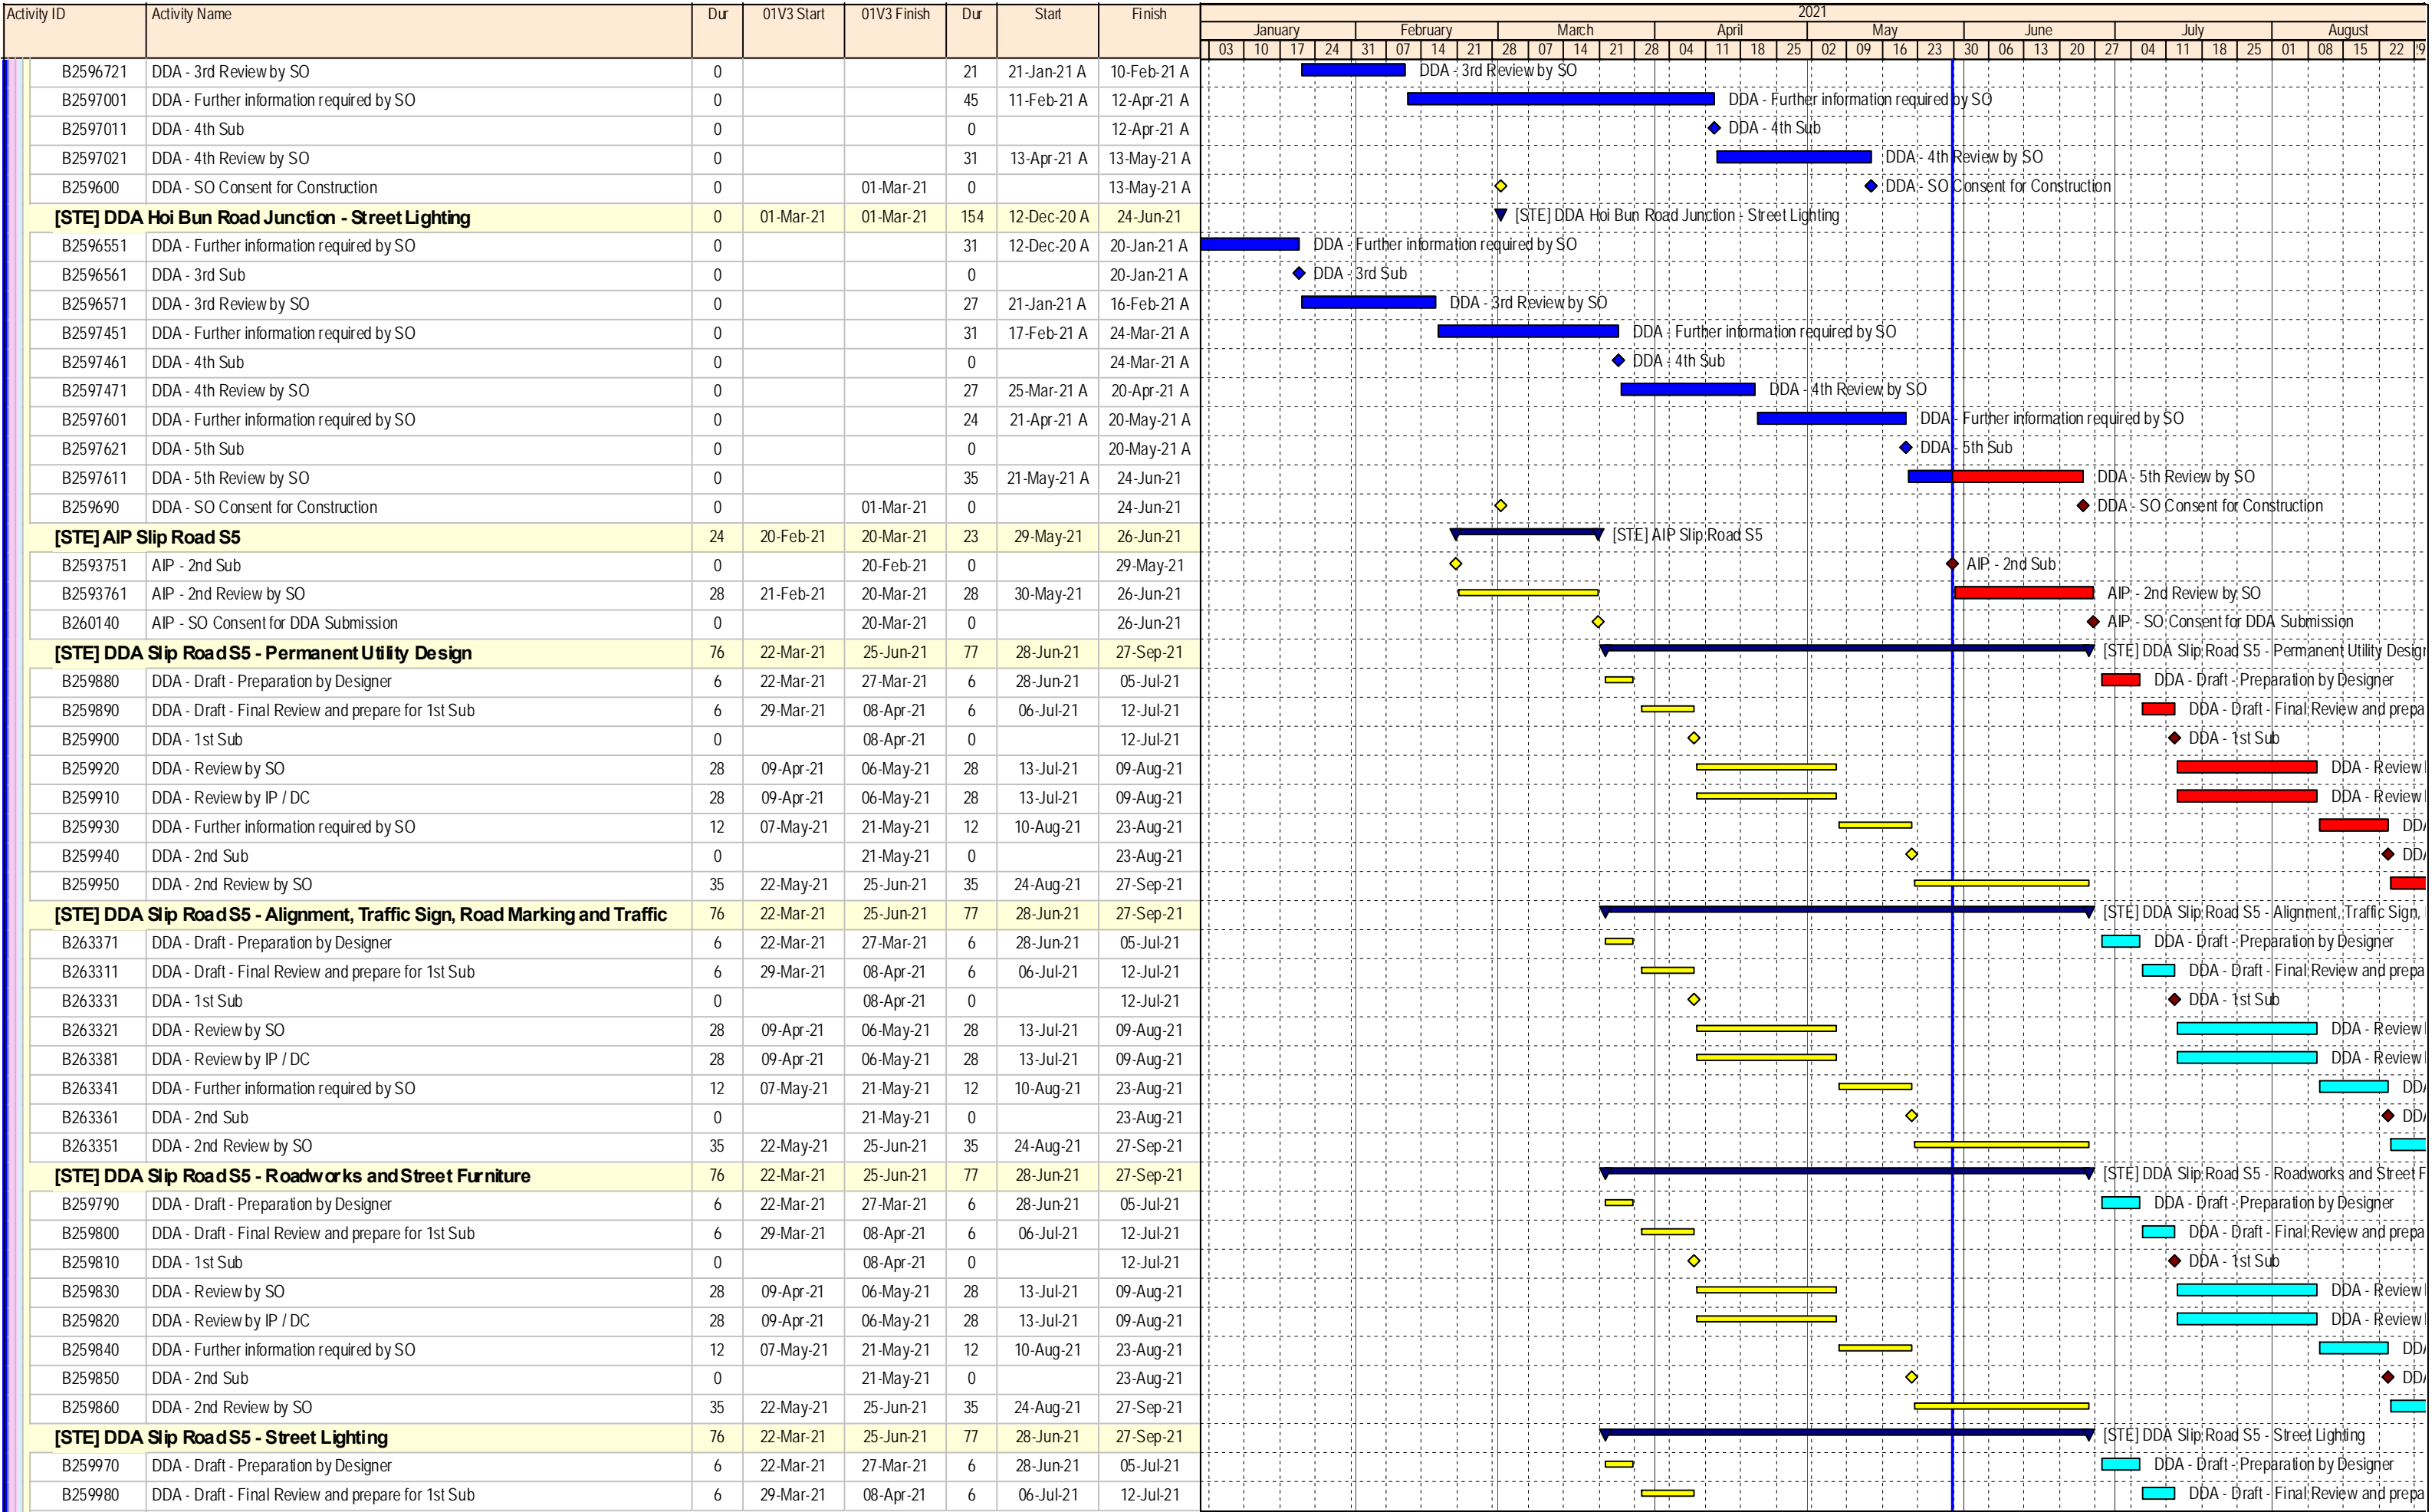 Activity ID Activity Name Dur 01V3 Start 01V3 Finish Dur Start Finish 2021
January February March April May June July August
03 10 17 24 31 07 14 21 28 07 14 21 28 04 11 18 25 02 09 16 23 30 06 13 20 27 04 11 18 25 01 08 15 22
B2596721 DDA - 3rd Review by SO 0 21 21-Jan-21 A 10-Feb-21 A DDA - 3rd Review by SO
B2597001 DDA - Further information required by SO 0 45 11-Feb-21 A 12-Apr-21 A DDA - Further information required by SO
B2597011 DDA - 4th Sub 0 0 12-Apr-21 A DDA - 4th Sub
B2597021 DDA - 4th Review by SO 0 31 13-Apr-21 A 13-May-21 A DDA - 4th Review by SO
B259600 DDA - SO Consent for Construction 0 01-Mar-21 0 13-May-21 A DDA - SO Consent for Construction
[STE] DDA Hoi Bun Road Junction - Street Lighting 0 01-Mar-21 01-Mar-21 154 12-Dec-20 A 24-Jun-21 [STE] DDA Hoi Bun Road Junction - Street Lighting
B2596551 DDA - Further information required by SO 0 31 12-Dec-20 A 20-Jan-21 A DDA - Further information required by SO
B2596561 DDA - 3rd Sub 0 0 20-Jan-21 A DDA - 3rd Sub
B2596571 DDA - 3rd Review by SO 0 27 21-Jan-21 A 16-Feb-21 A DDA - 3rd Review by SO
B2597451 DDA - Further information required by SO 0 31 17-Feb-21 A 24-Mar-21 A DDA - Further information required by SO
B2597461 DDA - 4th Sub 0 0 24-Mar-21 A DDA - 4th Sub
B2597471 DDA - 4th Review by SO 0 27 25-Mar-21 A 20-Apr-21 A DDA - 4th Review by SO
B2597601 DDA - Further information required by SO 0 24 21-Apr-21 A 20-May-21 A DDA - Further information required by SO
B2597621 DDA - 5th Sub 0 0 20-May-21 A DDA - 5th Sub
B2597611 DDA - 5th Review by SO 0 35 21-May-21 A 24-Jun-21 DDA - 5th Review by SO
B259690 DDA - SO Consent for Construction 0 01-Mar-21 0 24-Jun-21 DDA - SO Consent for Construction
[STE] AIP Slip Road S5 24 20-Feb-21 20-Mar-21 23 29-May-21 26-Jun-21 [STE] AIP Slip Road S5
B2593751 AIP - 2nd Sub 0 20-Feb-21 0 29-May-21 AIP - 2nd Sub
B2593761 AIP - 2nd Review by SO 28 21-Feb-21 20-Mar-21 28 30-May-21 26-Jun-21 AIP - 2nd Review by SO
B260140 AIP - SO Consent for DDA Submission 0 20-Mar-21 0 26-Jun-21 AIP - SO Consent for DDA Submission
[STE] DDA Slip Road S5 - Permanent Utility Design 76 22-Mar-21 25-Jun-21 77 28-Jun-21 27-Sep-21 [STE] DDA Slip Road S5 - Permanent Utility Desig
B259880 DDA - Draft - Preparation by Designer 6 22-Mar-21 27-Mar-21 6 28-Jun-21 05-Jul-21 DDA - Draft - Preparation by Designer
B259890 DDA - Draft - Final Review and prepare for 1st Sub 6 29-Mar-21 08-Apr-21 6 06-Jul-21 12-Jul-21 DDA - Draft - Final Review and prepa
B259900 DDA - 1st Sub 0 08-Apr-21 0 12-Jul-21 DDA - 1st Sub
B259920 DDA - Review by SO 28 09-Apr-21 06-May-21 28 13-Jul-21 09-Aug-21 DDA - Review
B259910 DDA - Review by IP / DC 28 09-Apr-21 06-May-21 28 13-Jul-21 09-Aug-21 DDA - Review
B259930 DDA - Further information required by SO 12 07-May-21 21-May-21 12 10-Aug-21 23-Aug-21 DDA
B259940 DDA - 2nd Sub 0 21-May-21 0 23-Aug-21 DDA
B259950 DDA - 2nd Review by SO 35 22-May-21 25-Jun-21 35 24-Aug-21 27-Sep-21
[STE] DDA Slip Road S5 - Alignment, Traffic Sign, Road Marking and Traffic 76 22-Mar-21 25-Jun-21 77 28-Jun-21 27-Sep-21 [STE] DDA Slip Road S5 - Alignment, Traffic Sign,
B263371 DDA - Draft - Preparation by Designer 6 22-Mar-21 27-Mar-21 6 28-Jun-21 05-Jul-21 DDA - Draft - Preparation by Designer
B263311 DDA - Draft - Final Review and prepare for 1st Sub 6 29-Mar-21 08-Apr-21 6 06-Jul-21 12-Jul-21 DDA - Draft - Final Review and prepa
B263331 DDA - 1st Sub 0 08-Apr-21 0 12-Jul-21 DDA - 1st Sub
B263321 DDA - Review by SO 28 09-Apr-21 06-May-21 28 13-Jul-21 09-Aug-21 DDA - Review
B263381 DDA - Review by IP / DC 28 09-Apr-21 06-May-21 28 13-Jul-21 09-Aug-21 DDA - Review
B263341 DDA - Further information required by SO 12 07-May-21 21-May-21 12 10-Aug-21 23-Aug-21 DDA
B263361 DDA - 2nd Sub 0 21-May-21 0 23-Aug-21 DDA
B263351 DDA - 2nd Review by SO 35 22-May-21 25-Jun-21 35 24-Aug-21 27-Sep-21
[STE] DDA Slip Road S5 - Roadworks and Street Furniture 76 22-Mar-21 25-Jun-21 77 28-Jun-21 27-Sep-21 [STE] DDA Slip Road S5 - Roadworks and Street F
B259790 DDA - Draft - Preparation by Designer 6 22-Mar-21 27-Mar-21 6 28-Jun-21 05-Jul-21 DDA - Draft - Preparation by Designer
B259800 DDA - Draft - Final Review and prepare for 1st Sub 6 29-Mar-21 08-Apr-21 6 06-Jul-21 12-Jul-21 DDA - Draft - Final Review and prepa
B259810 DDA - 1st Sub 0 08-Apr-21 0 12-Jul-21 DDA - 1st Sub
B259830 DDA - Review by SO 28 09-Apr-21 06-May-21 28 13-Jul-21 09-Aug-21 DDA - Review
B259820 DDA - Review by IP / DC 28 09-Apr-21 06-May-21 28 13-Jul-21 09-Aug-21 DDA - Review
B259840 DDA - Further information required by SO 12 07-May-21 21-May-21 12 10-Aug-21 23-Aug-21 DDA
B259850 DDA - 2nd Sub 0 21-May-21 0 23-Aug-21 DDA
B259860 DDA - 2nd Review by SO 35 22-May-21 25-Jun-21 35 24-Aug-21 27-Sep-21
[STE] DDA Slip Road S5 - Street Lighting 76 22-Mar-21 25-Jun-21 77 28-Jun-21 27-Sep-21 [STE] DDA Slip Road S5 - Street Lighting
B259970 DDA - Draft - Preparation by Designer 6 22-Mar-21 27-Mar-21 6 28-Jun-21 05-Jul-21 DDA - Draft - Preparation by Designer
B259980 DDA - Draft - Final Review and prepare for 1st Sub 6 29-Mar-21 08-Apr-21 6 06-Jul-21 12-Jul-21 DDA - Draft - Final Review and prepa